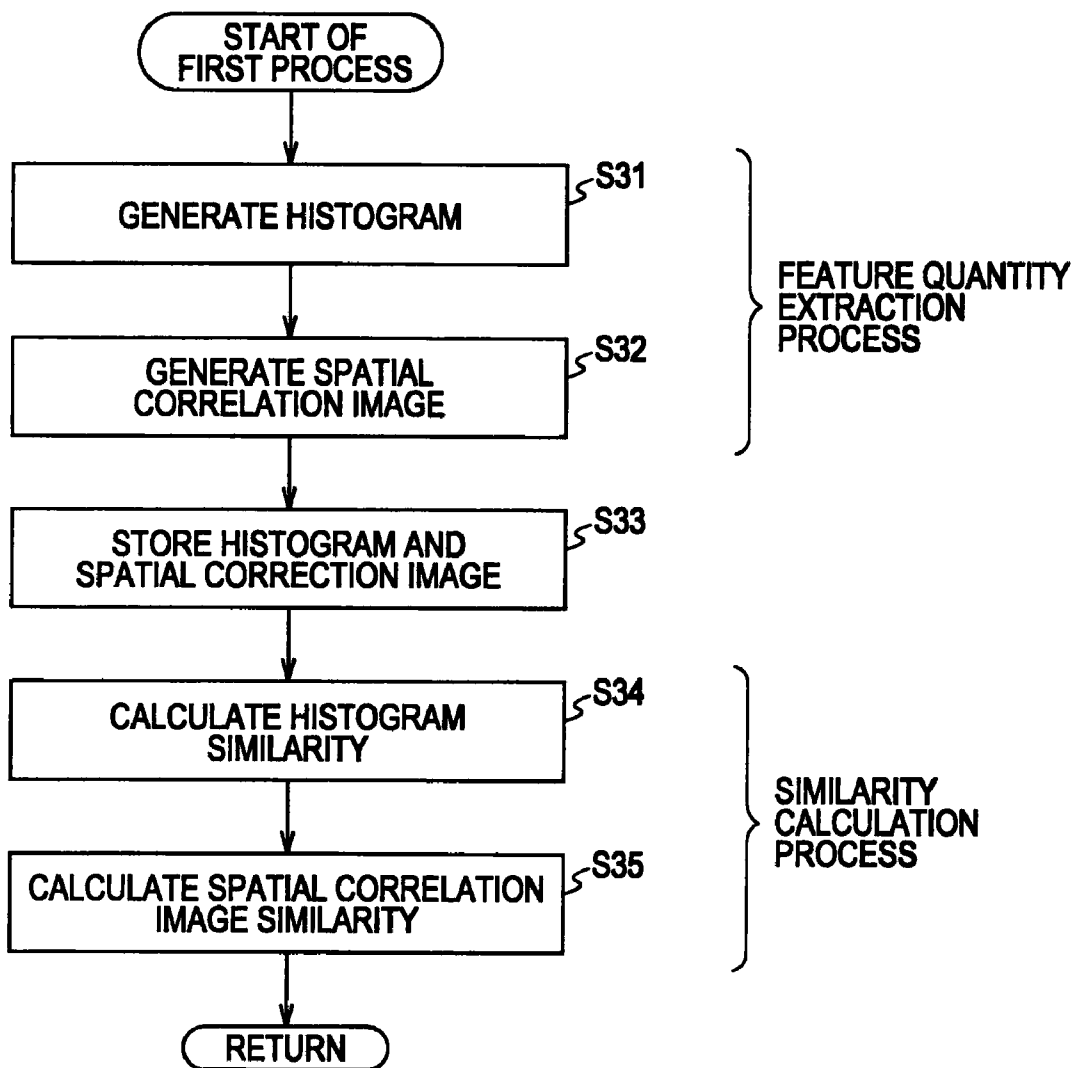 START OF
FIRST PROCESS
S31
GENERATE HISTOGRAM
S32
GENERATE SPATIAL
CORRELATION IMAGE
FEATURE QUANTITY
EXTRACTION
PROCESS
S33
STORE HISTOGRAM AND
SPATIAL CORRECTION IMAGE
S34
CALCULATE HISTOGRAM
SIMILARITY
S35
CALCULATE SPATIAL CORRELATION
IMAGE SIMILARITY
SIMILARITY
CALCULATION
PROCESS
RETURN